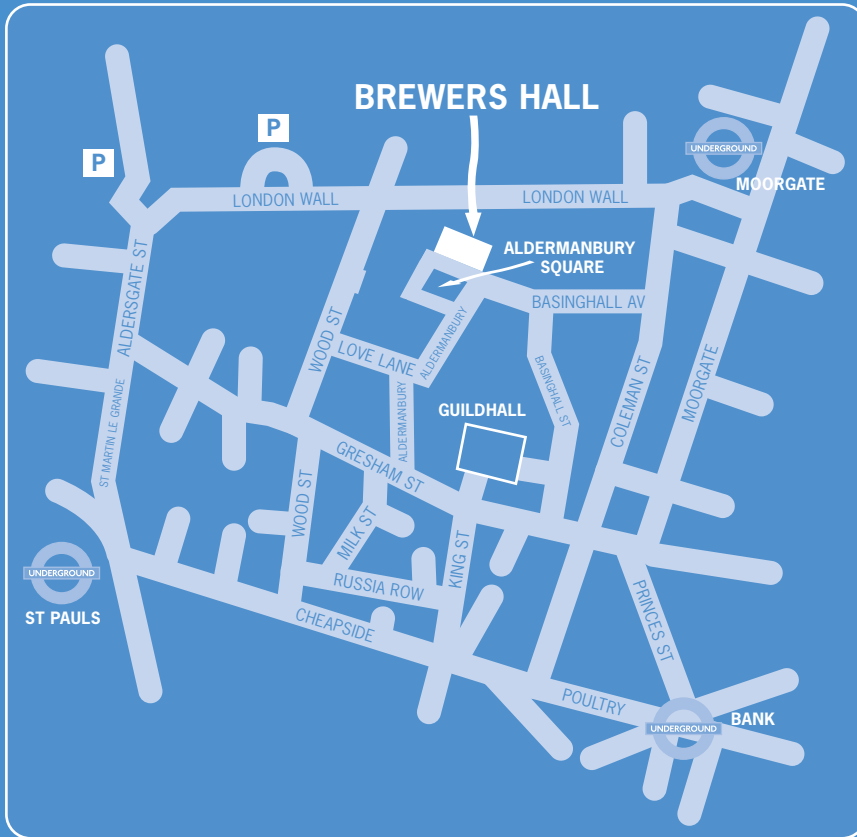 BREWERS HALL
P
P
UNDERGROUND
MOORGATE
LONDON WALL
LONDON WALL
ALDERMANBURY
SQUARE
ALDERSGATE ST
WOOD ST
LOVE LANE
ALDERMANBURY
BASINGHALL AV
BASINGHALL ST
COLEMAN ST
MOORGATE
ST MARTIN LE GRANDE
ALDERMANBURY
GUILDHALL
GRESHAM ST
WOOD ST
MILK ST
KING ST
UNDERGROUND
ST PAULS
RUSSIA ROW
CHEAPSIDE
PRINCES ST
POULTRY
UNDERGROUND
BANK